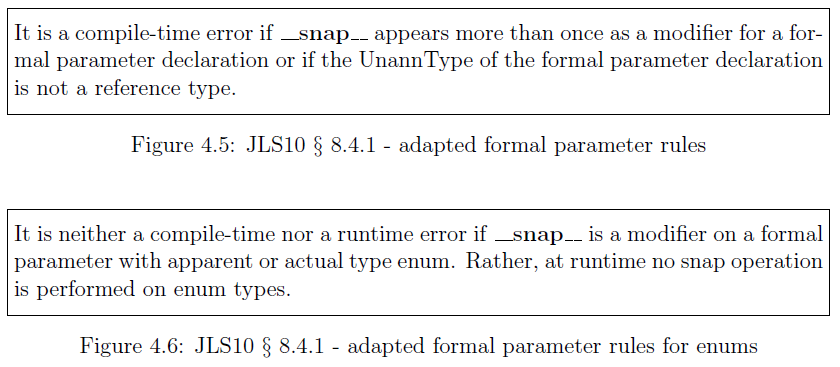 It is a compile-time error if __snap__ appears more than once as a modifier for a for-
mal parameter declaration or if the UnannType of the formal parameter declaration
is not a reference type.
Figure 4.5: JLS10 § 8.4.1 - adapted formal parameter rules
It is neither a compile-time nor a runtime error if __snap__ is a modifier on a formal
parameter with apparent or actual type enum. Rather, at runtime no snap operation
is performed on enum types.
Figure 4.6: JLS10 § 8.4.1 - adapted formal parameter rules for enums